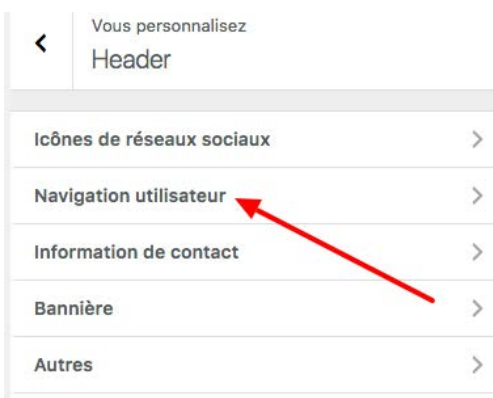 Vous personnalisez
Header
Icônes de réseaux sociaux
Navigation utilisateur
Information de contact
Bannière
Autres